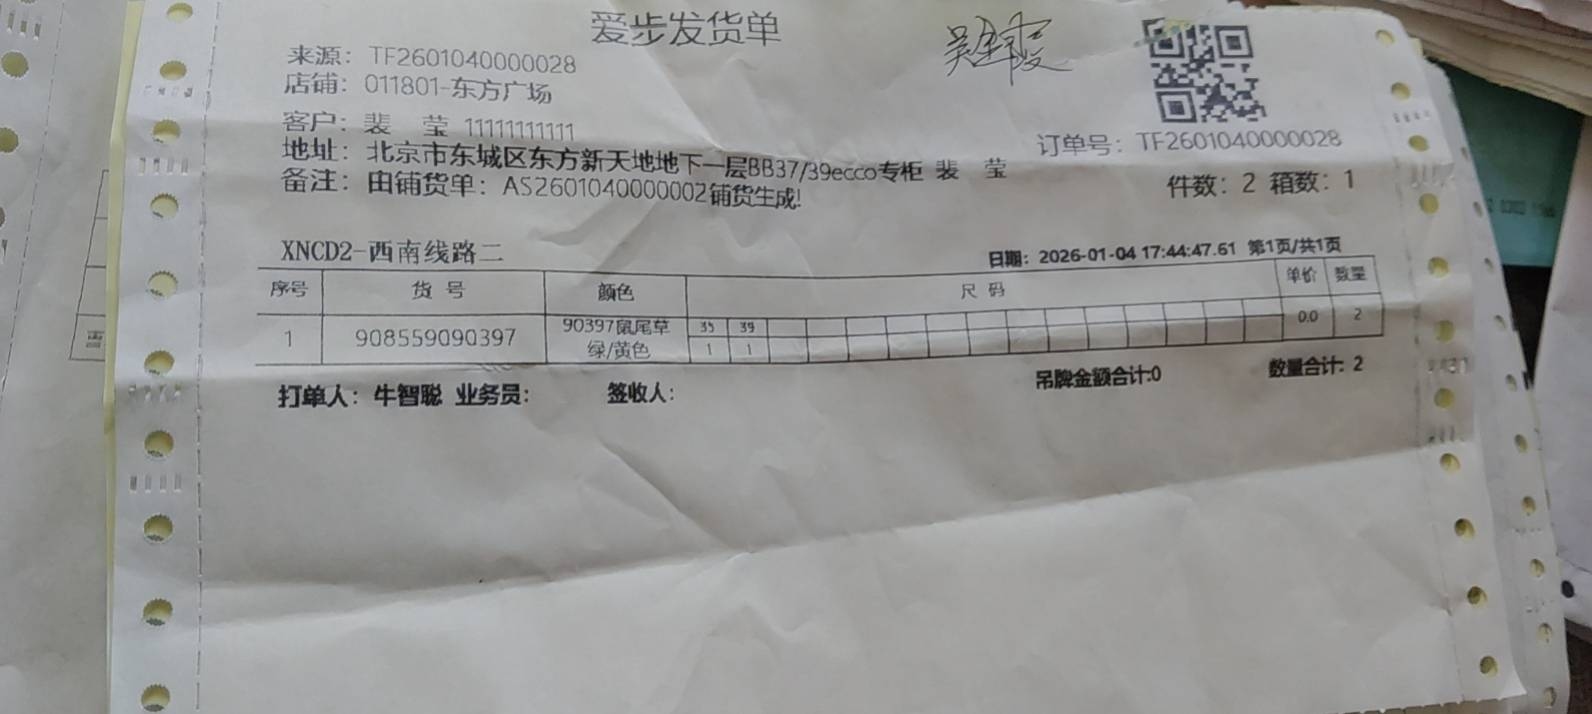 爱步发货单
来源：TF2601040000028
店铺：011801-东方广场
客户：裴 莹 11111111111
订单号：TF2601040000028
地址：北京市东城区东方新天地地下一层BB37/39ecco专柜 裴 莹
备注：由铺货单：AS2601040000002铺货生成!
件数：2 箱数：1
XNCD2-西南线路二
日期：2026-01-04 17:44:47.61 第1页/共1页
序号 货 号 颜色 尺 码 单价 数量
1 908559090397 90397鼠尾草 35 39 0.0 2
绿/黄色 1 1
吊牌金额合计:0 数量合计: 2
打单人：牛智聪 业务员： 签收人：